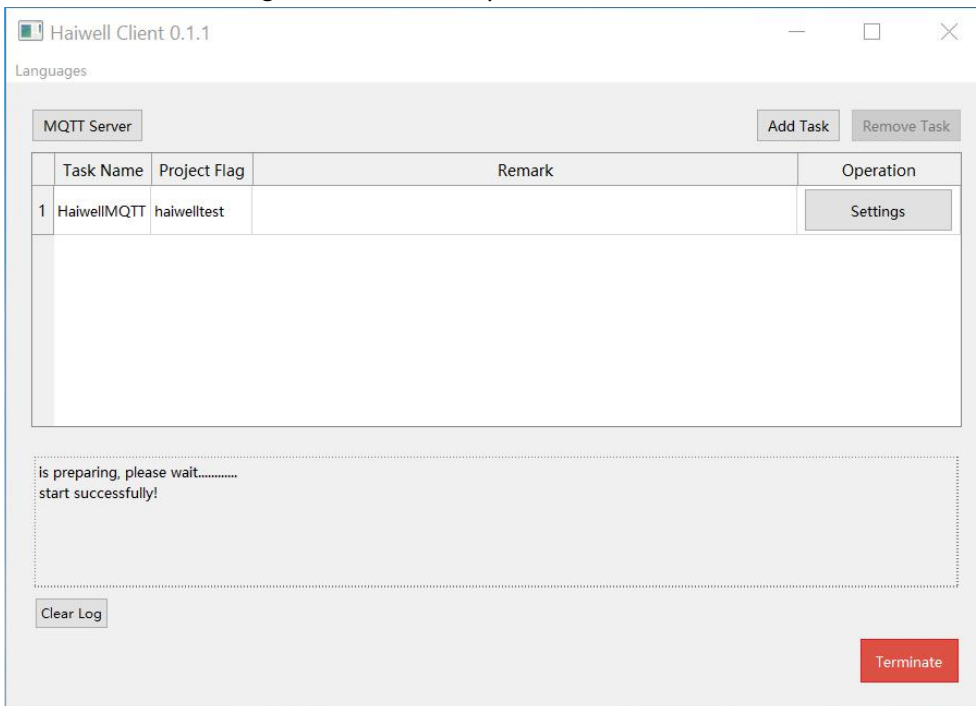 Haiwell Client 0.1.1
Languages
MQTT Server
Add Task
Remove Task
Task Name
Project Flag
Remark
Operation
1
HaiwellMQTT
haiwelltest
Settings
is preparing, please wait............
start successfully!
Clear Log
Terminate